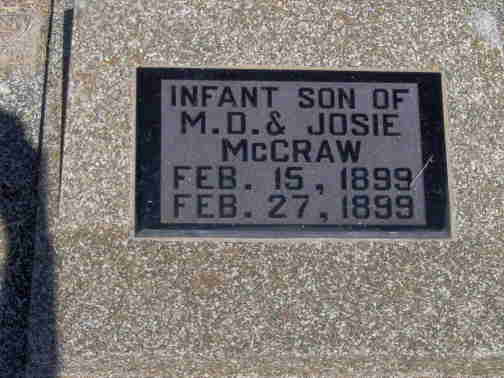 INFANT SON OF
M.D. & JOSIE
McCRAW
FEB. 15, 1899
FEB. 27, 1899